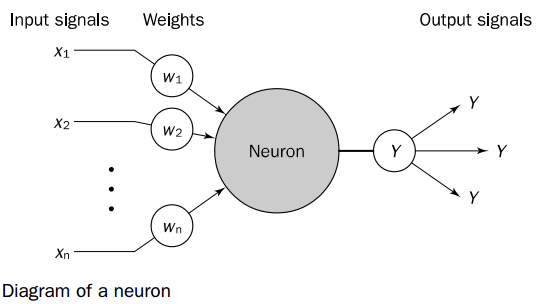 Input signals Weights Output signals
x1
w1
x2
w2
Neuron
Y
Y
Y
Y
wn
xn
Diagram of a neuron